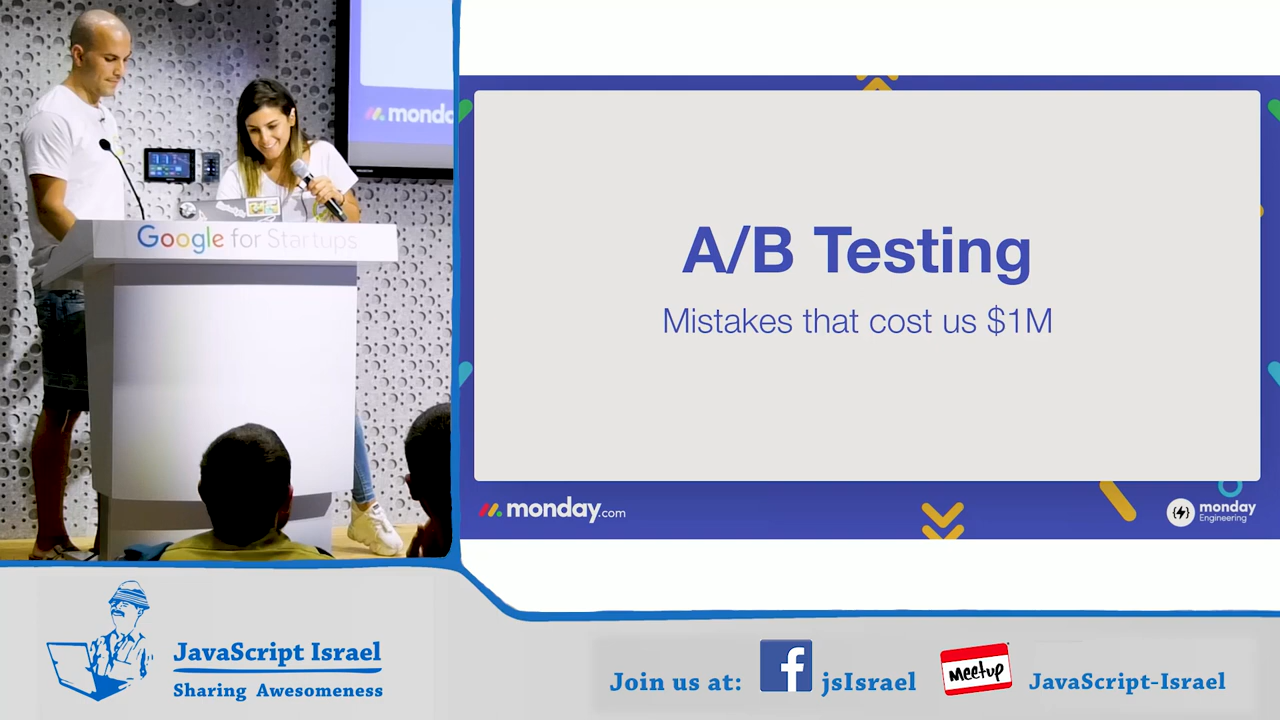 monda
Google for Startups
A/B Testing
Mistakes that cost us $1M
monday.com
monday
Engineering
JavaScript Israel
Sharing Awesomeness
Join us at:
f
jsIsrael
Meetup
JavaScript-Israel